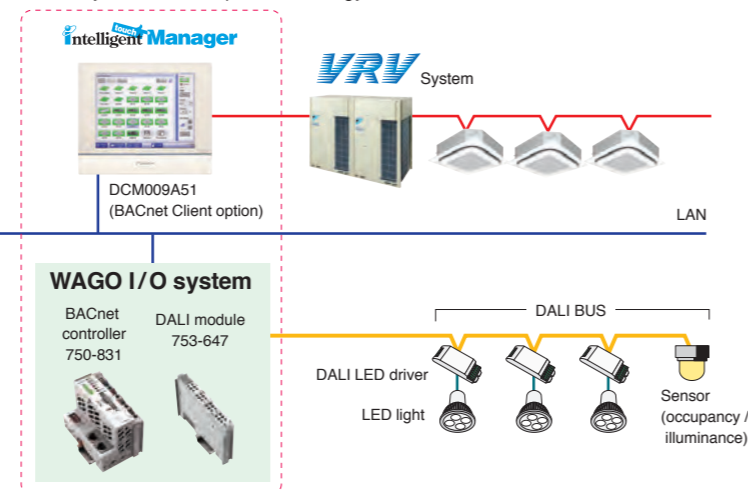 intelligent touch Manager
VRV System
DCM009A51
(BACnet Client option)
LAN
WAGO I/O system
BACnet
controller
750-831
DALI module
753-647
DALI BUS
DALI LED driver
LED light
Sensor
(occupancy /
illuminance)